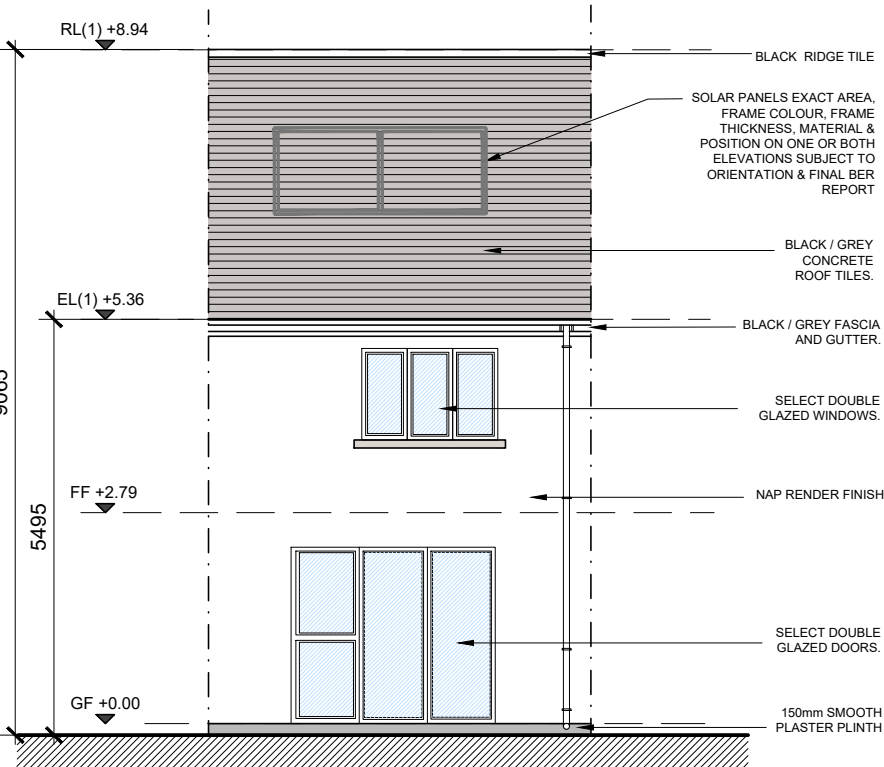 RL(1) +8.94
BLACK RIDGE TILE
SOLAR PANELS EXACT AREA,
FRAME COLOUR, FRAME
THICKNESS, MATERIAL &
POSITION ON ONE OR BOTH
ELEVATIONS SUBJECT TO
ORIENTATION & FINAL BER
REPORT
BLACK / GREY
CONCRETE
ROOF TILES.
EL(1) +5.36
BLACK / GREY FASCIA
AND GUTTER.
SELECT DOUBLE
GLAZED WINDOWS.
FF +2.79
NAP RENDER FINISH
5495
SELECT DOUBLE
GLAZED DOORS.
GF +0.00
150mm SMOOTH
PLASTER PLINTH